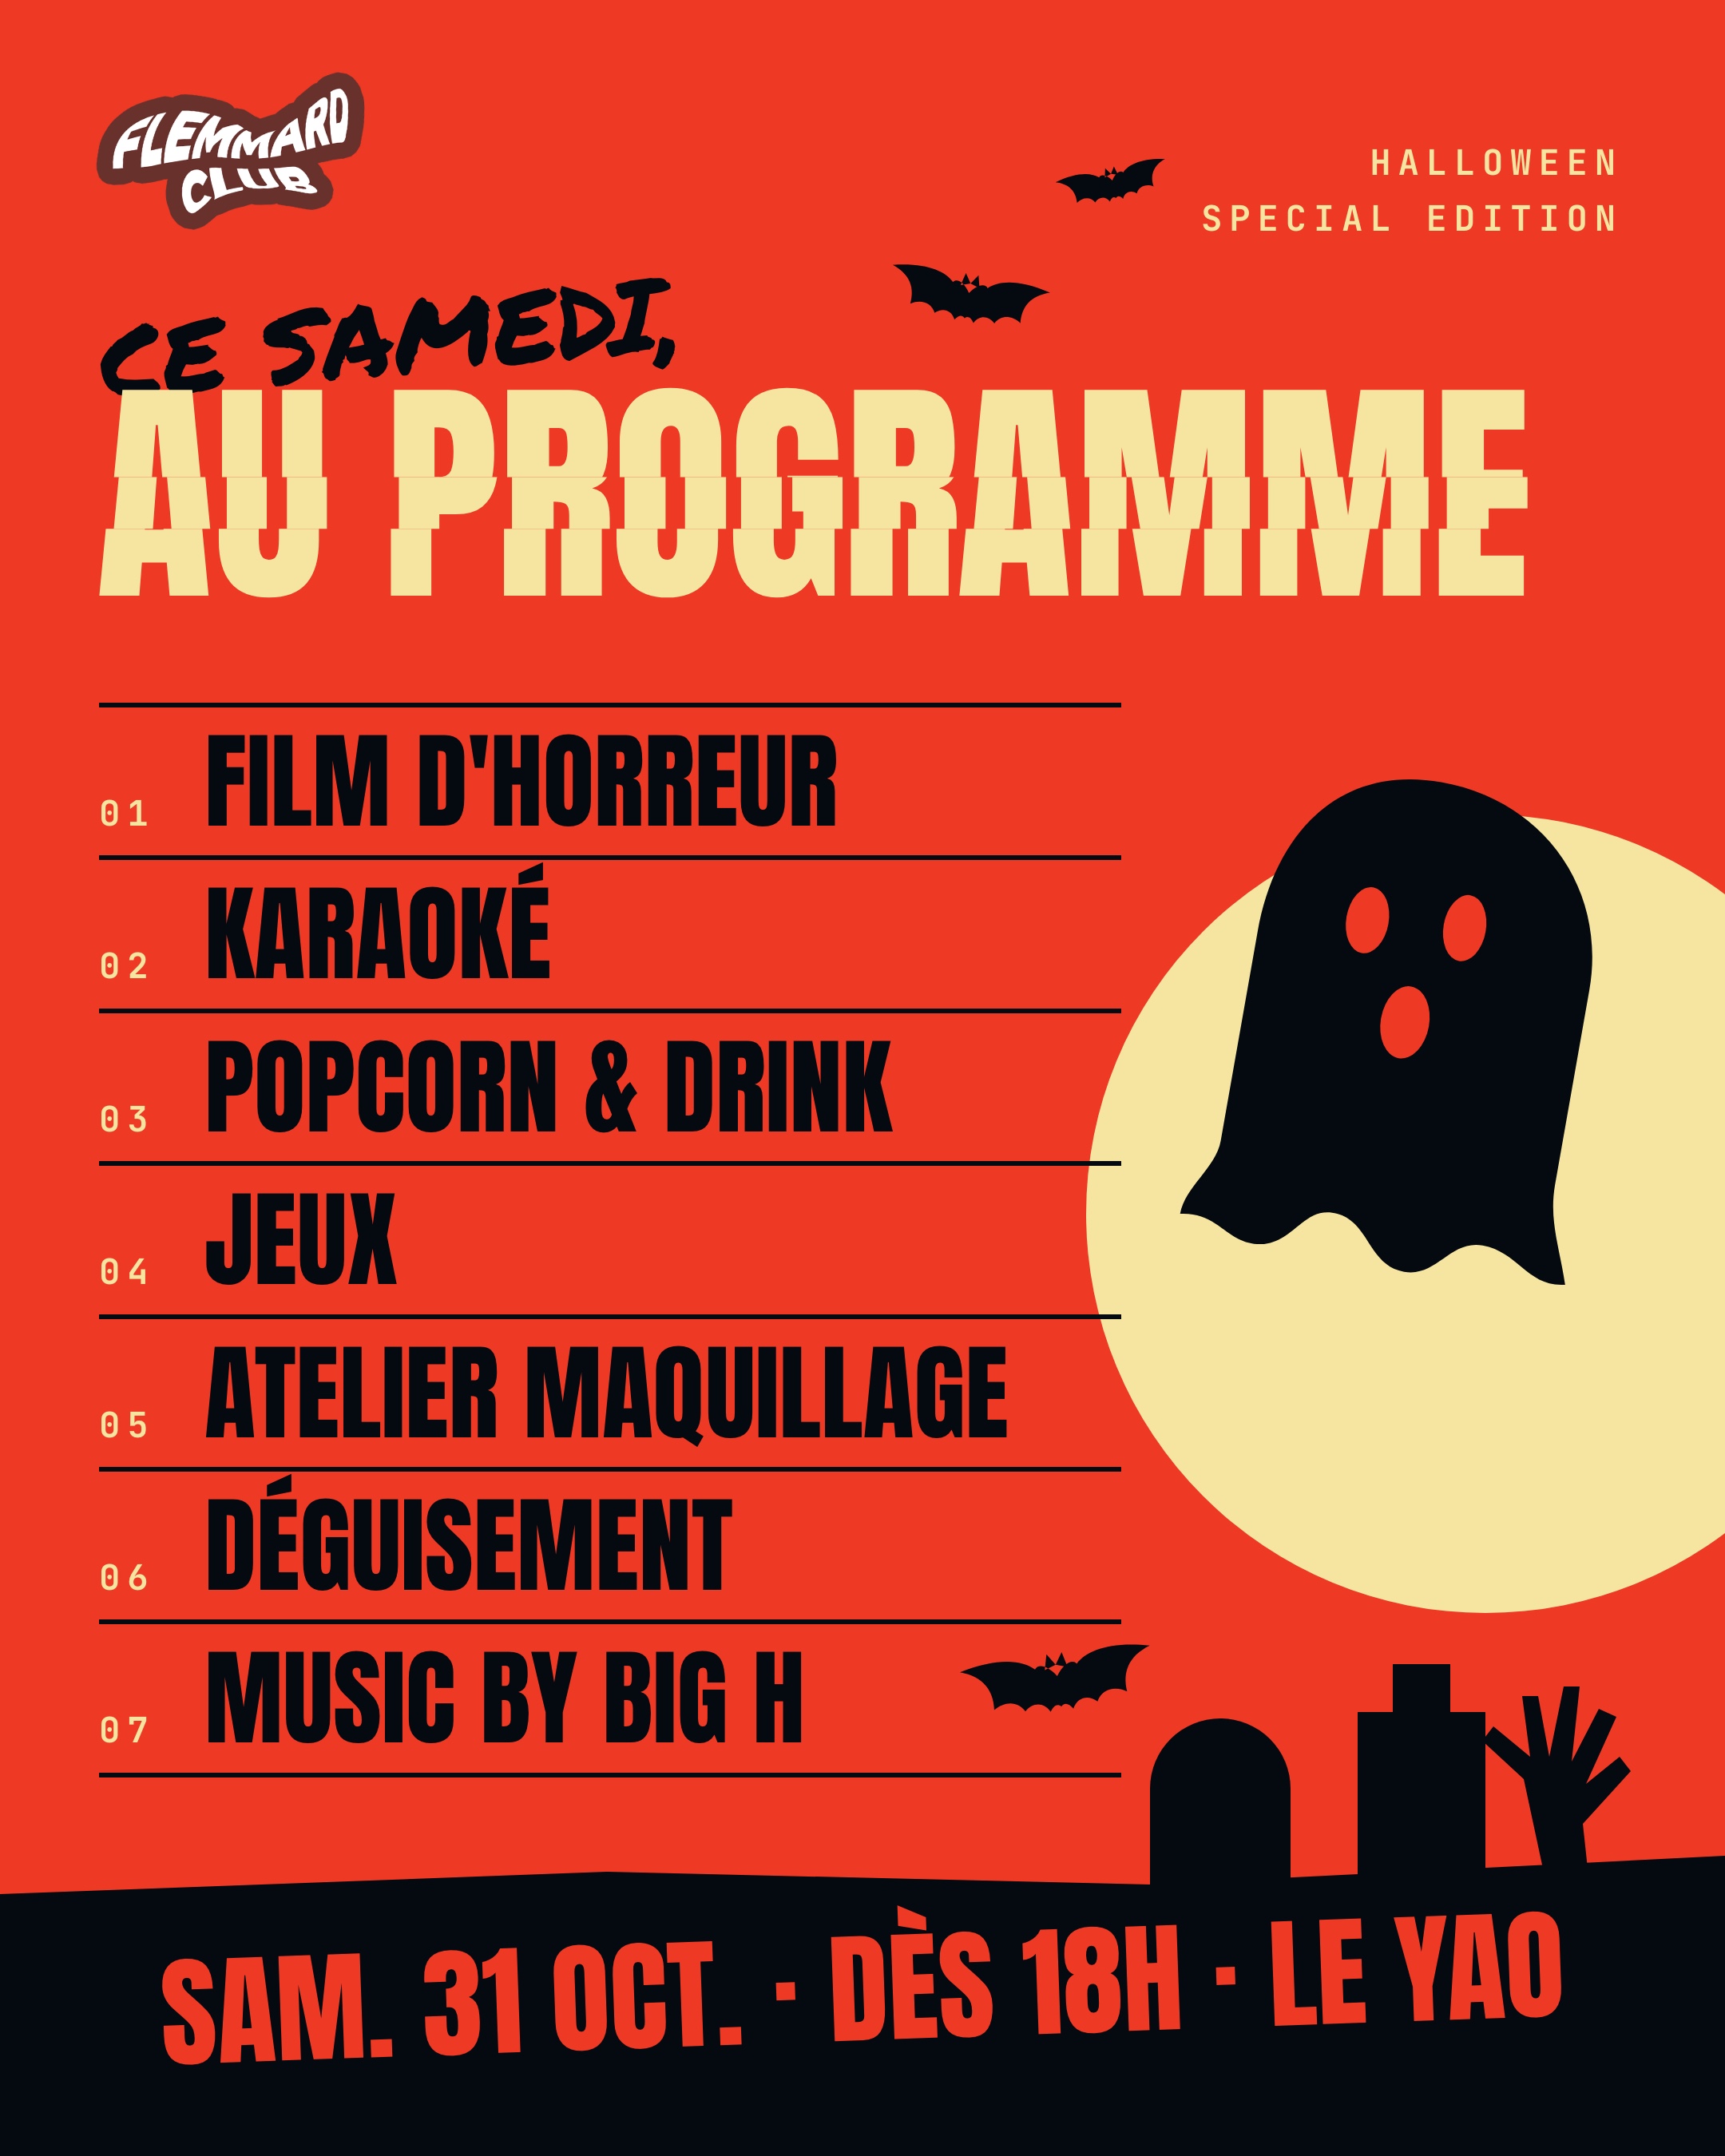 FLEMMARD
CLUB
HALLOWEEN
SPECIAL EDITION
CE SAMEDI,
AU PROGRAMME
01 FILM D'HORREUR
02 KARAOKÉ
03 POPCORN & DRINK
04 JEUX
05 ATELIER MAQUILLAGE
06 DÉGUISEMENT
07 MUSIC BY BIG H
SAM. 31 OCT. · DÈS 18H · LE YAO